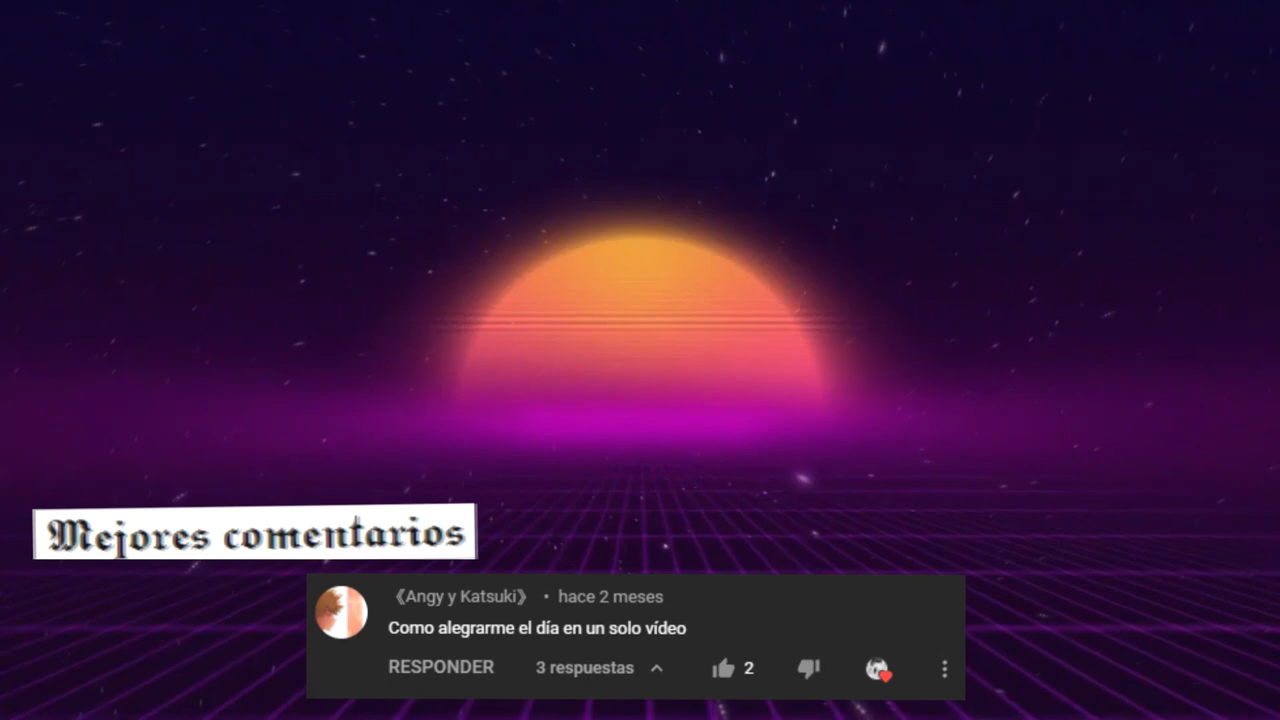 Mejores comentarios
《Angy y Katsuki》 • hace 2 meses
Como alegrarme el día en un solo vídeo
RESPONDER 3 respuestas 2